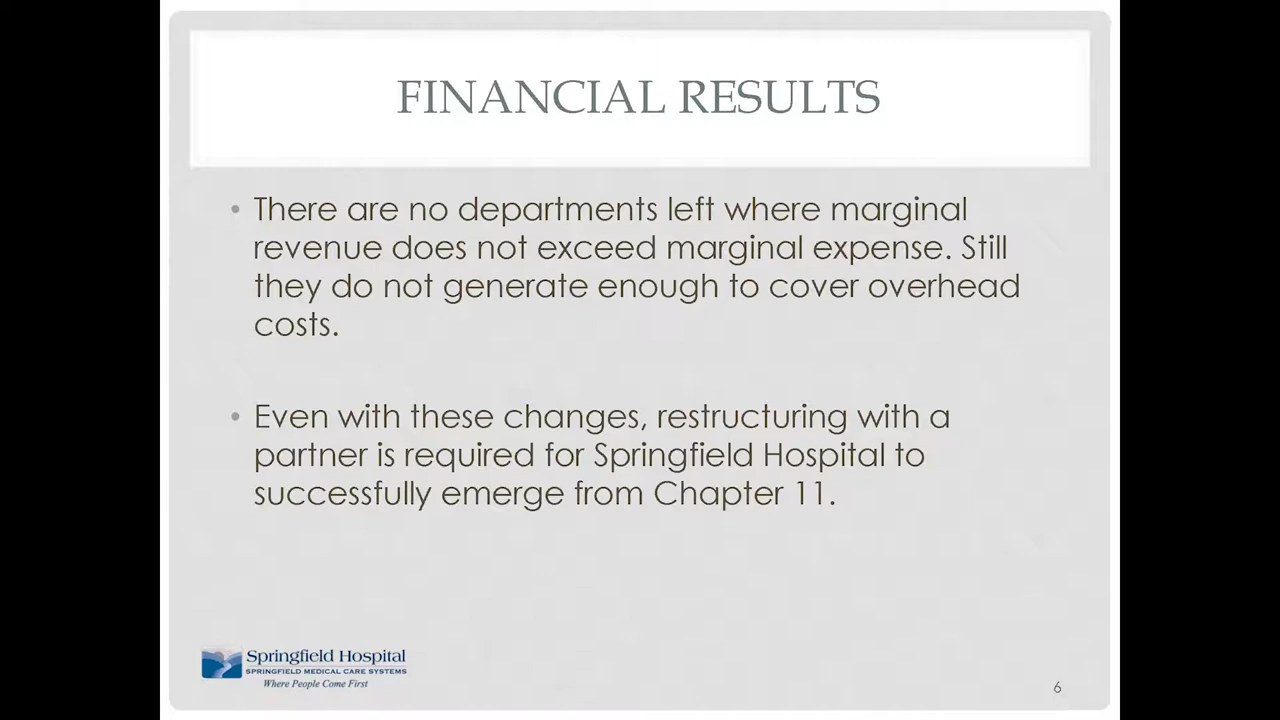 FINANCIAL RESULTS
• There are no departments left where marginal
revenue does not exceed marginal expense. Still
they do not generate enough to cover overhead
costs.
• Even with these changes, restructuring with a
partner is required for Springfield Hospital to
successfully emerge from Chapter 11.
Springfield Hospital
SPRINGFIELD MEDICAL CARE SYSTEMS
Where People Come First
6